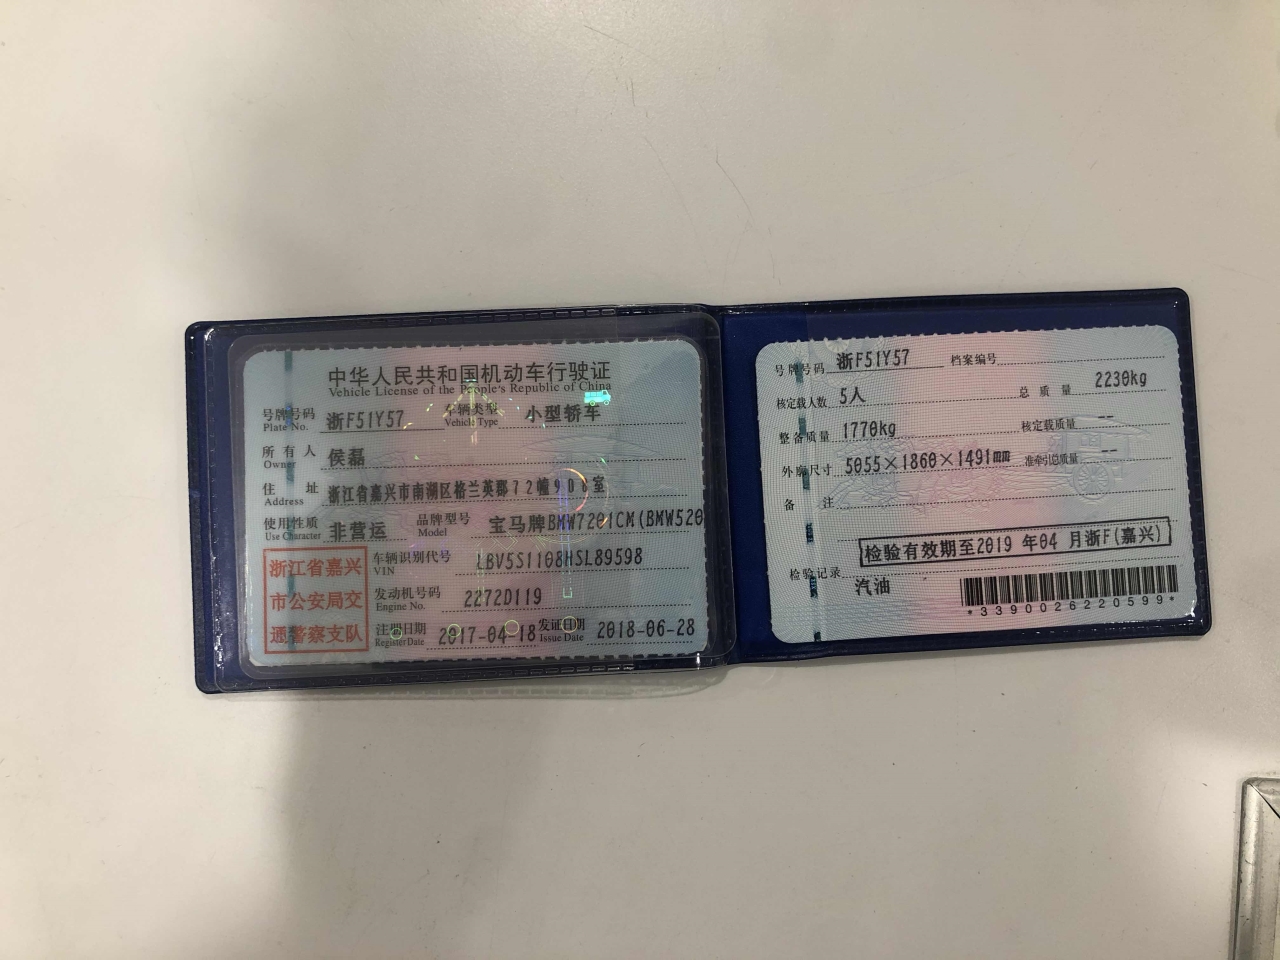 中华人民共和国机动车行驶证
Vehicle License of the People's Republic of China
号牌号码 浙F51Y57 车辆类型 小型轿车
Plate No. Vehicle Type
所有人 侯磊
Owner
住址 浙江省嘉兴市南湖区格兰英郡72幢906室
Address
使用性质 非营运 品牌型号 宝马牌BMW7201CM(BMW520
Use Character Model
浙江省嘉兴
市公安局交
通警察支队
车辆识别代号 LBV5S1108HSL89598
VIN
发动机号码 2272D119
Engine No.
注册日期 2017-04-18 发证日期 2018-06-28
Register Date Issue Date
号牌号码 浙F51Y57 档案编号
核定载人数 5人 总质量 2230kg
整备质量 1770kg 核定载质量 --
外廓尺寸 5055×1860×1491mm 准牵引总质量 --
备注
检验有效期至2019 年04 月浙F(嘉兴)
检验记录
汽油
*3390026220599*